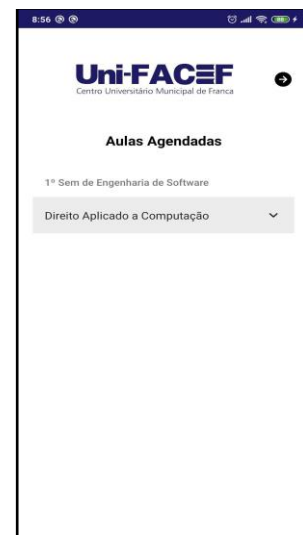 8:56
Uni-FACEF
Centro Universitário Municipal de Franca
Aulas Agendadas
1º Sem de Engenharia de Software
Direito Aplicado a Computação